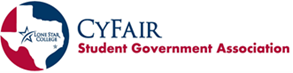 LONE STAR
COLLEGE
CYFAIR
Student Government Association